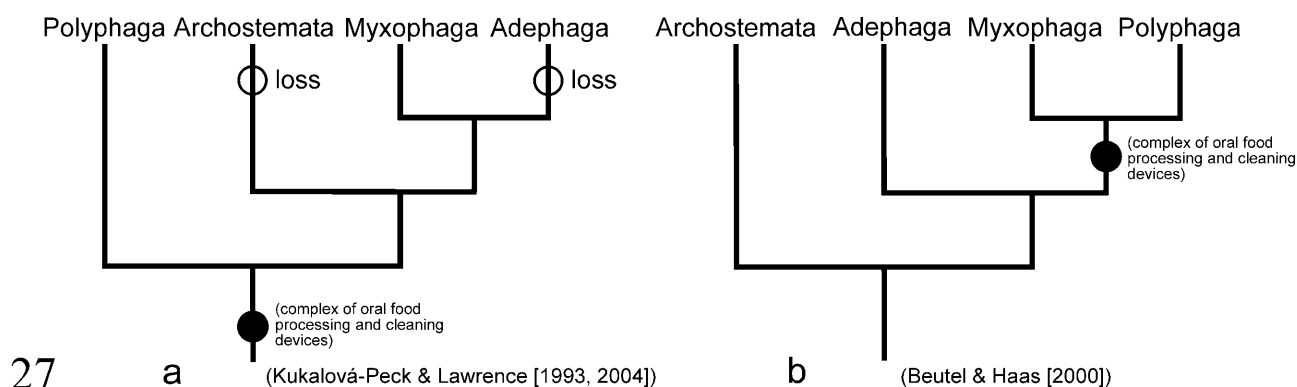 Polyphaga Archostemata Myxophaga Adephaga
loss
loss
(complex of oral food
processing and cleaning
devices)
27 a (Kukalová-Peck & Lawrence [1993, 2004])
Archostemata Adephaga Myxophaga Polyphaga
(complex of oral food
processing and cleaning
devices)
b (Beutel & Haas [2000])